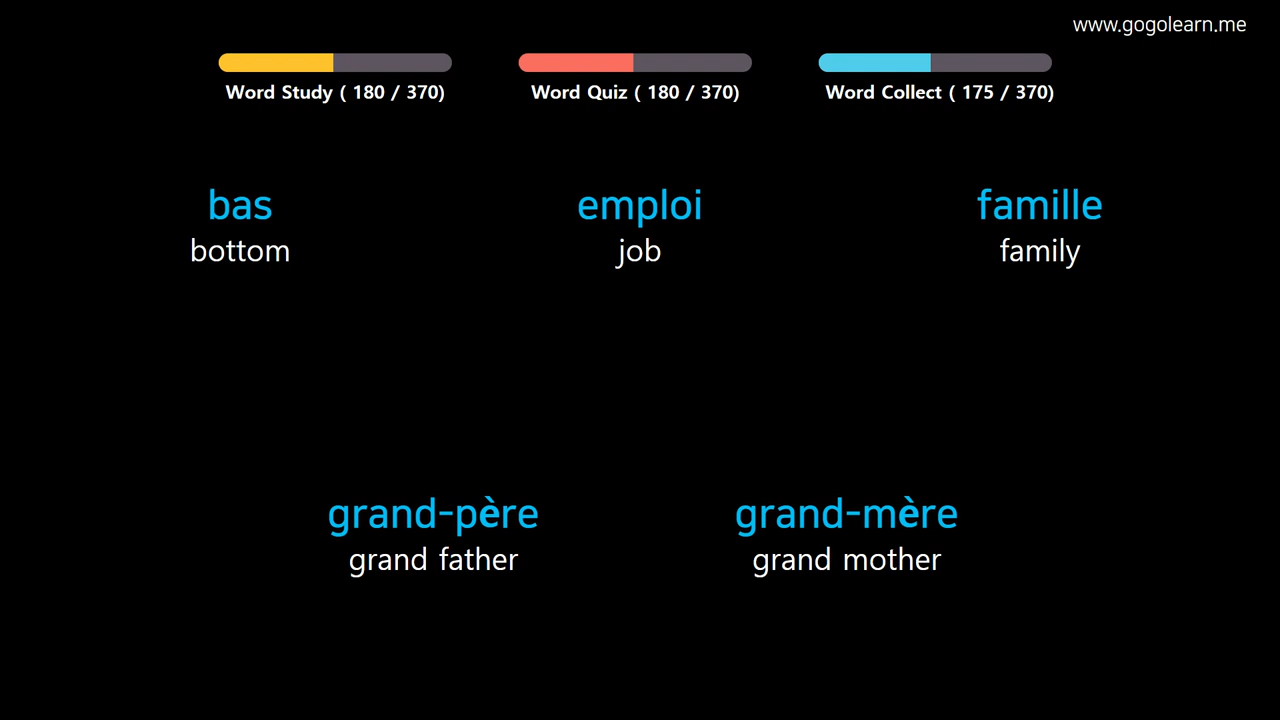 www.gogolearn.me
Word Study ( 180 / 370)
Word Quiz ( 180 / 370)
Word Collect ( 175 / 370)
bas
bottom
emploi
job
famille
family
grand-père
grand father
grand-mère
grand mother